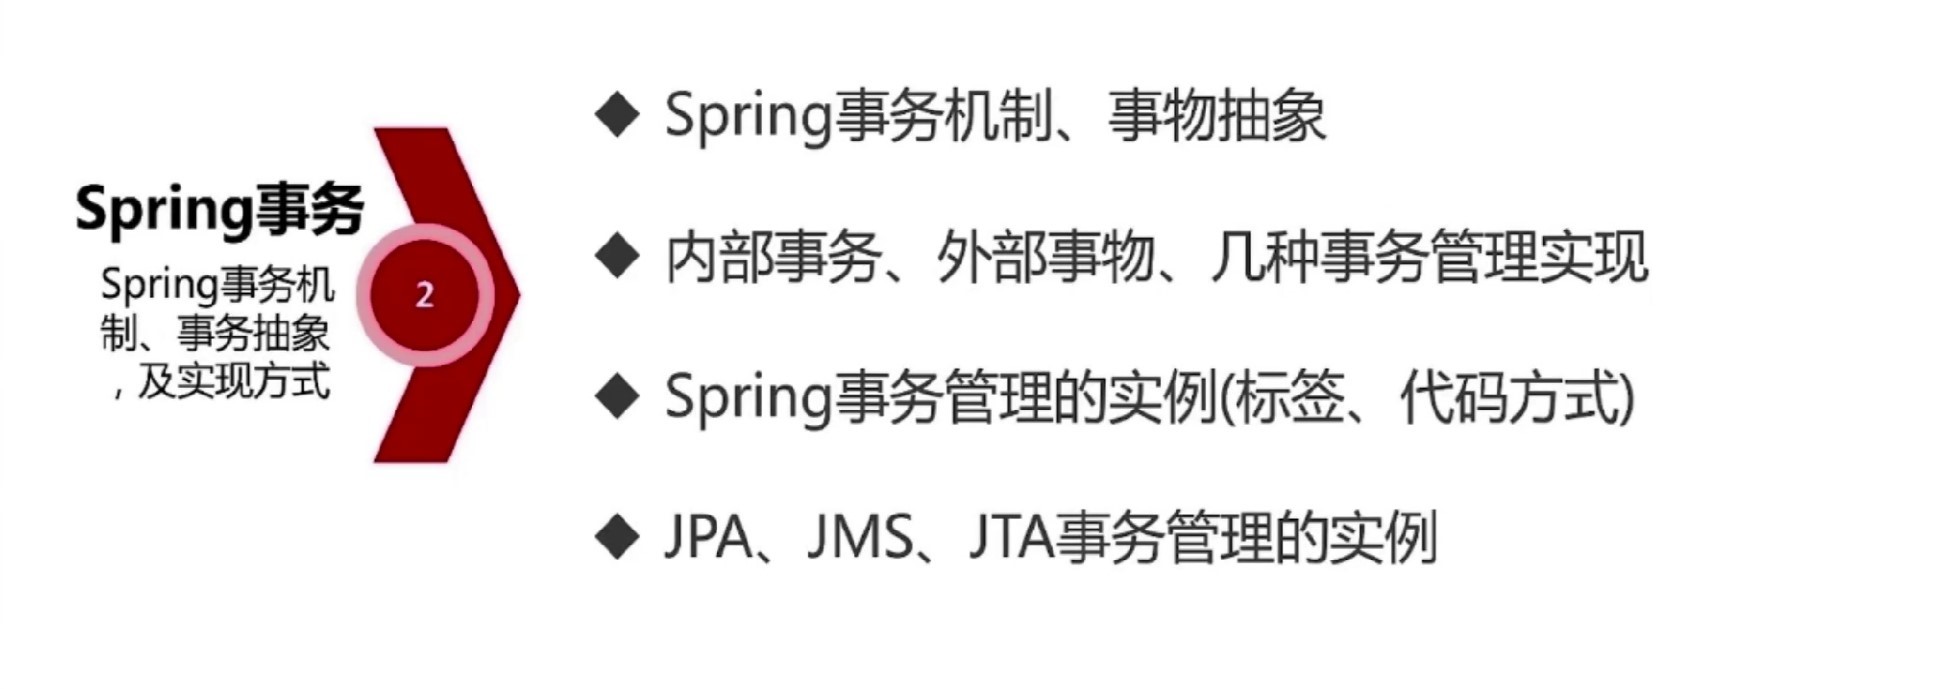 Spring事务
Spring事务机
制、事务抽象
，及实现方式
2
◆ Spring事务机制、事物抽象
◆ 内部事务、外部事物、几种事务管理实现
◆ Spring事务管理的实例(标签、代码方式)
◆ JPA、JMS、JTA事务管理的实例